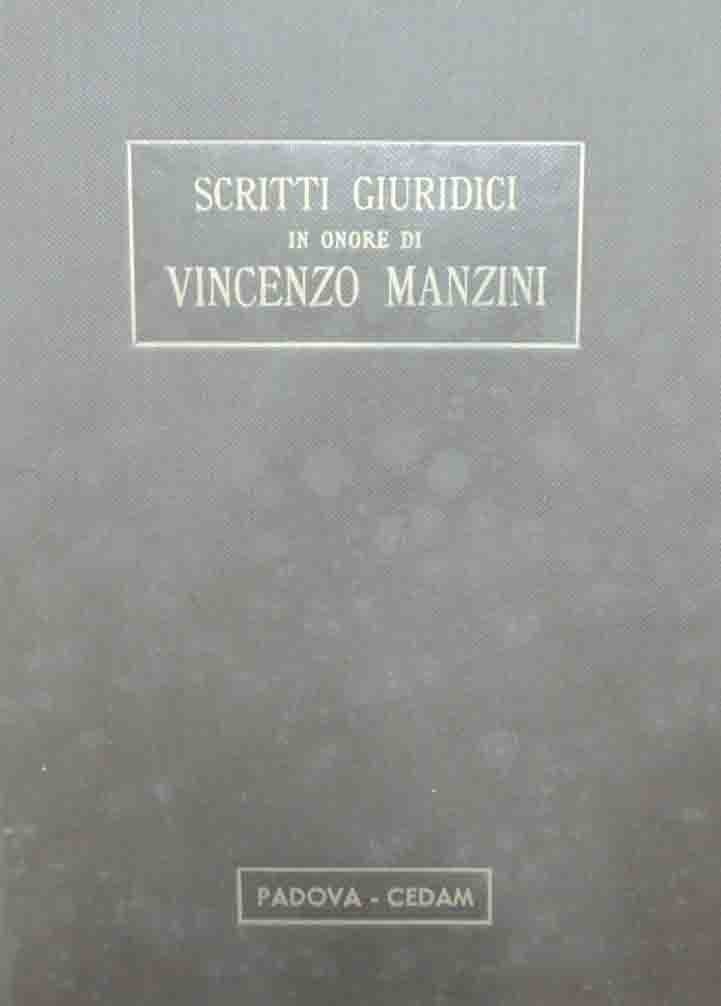 SCRITTI GIURIDICI
IN ONORE DI
VINCENZO MANZINI
PADOVA - CEDAM